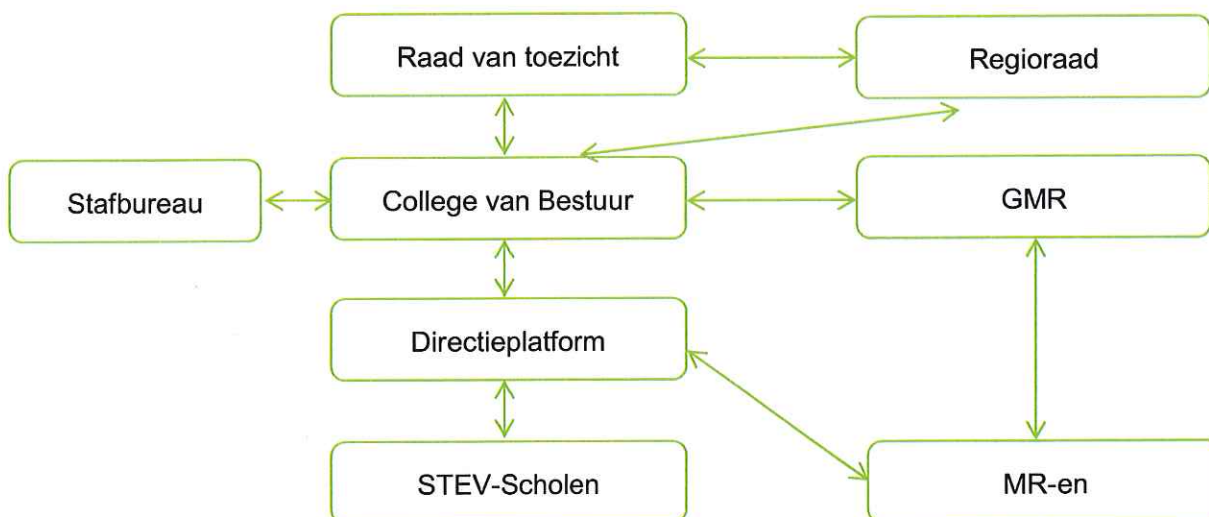 Raad van toezicht
Regioraad
Stafbureau
College van Bestuur
GMR
Directieplatform
STEV-Scholen
MR-en